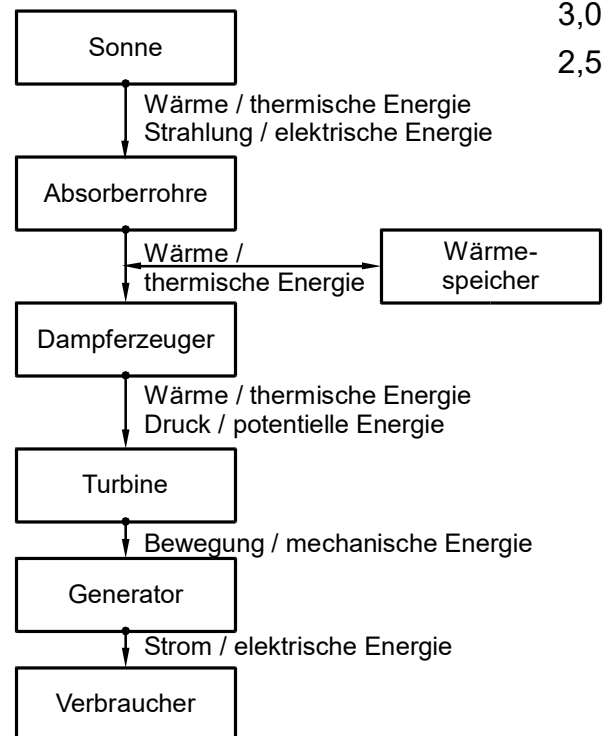 3,0
Sonne
2,5
Wärme / thermische Energie
Strahlung / elektrische Energie
Absorberrohre
Wärme /
thermische Energie
Wärme-
speicher
Dampferzeuger
Wärme / thermische Energie
Druck / potentielle Energie
Turbine
Bewegung / mechanische Energie
Generator
Strom / elektrische Energie
Verbraucher